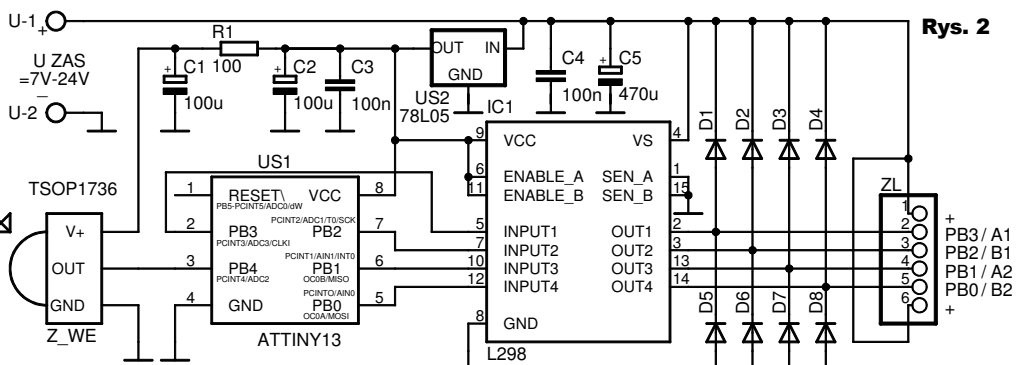 U-1 +
Rys. 2
U ZAS
=7V-24V
−
U-2
R1
100
+ C1
100u
+ C2
100u
C3
100n
OUT IN
GND
US2
78L05
C4
100n
+ C5
470u
D1
D2
D3
D4
TSOP1736
V+
OUT
GND
Z_WE
US1
1 RESET\ VCC 8
PB5-PCINT5/ADC0/dW
PCINT2/ADC1/T0/SCK
2 PB3 PB2 7
PCINT3/ADC3/CLKI
PCINT1/AIN1/INT0
3 PB4 PB1 6
PCINT4/ADC2 OC0B/MISO
PCINTO/AIN0
4 GND PB0 5
OC0A/MOSI
ATTINY13
IC1
9 VCC VS 4
6 ENABLE_A SEN_A 1
11 ENABLE_B SEN_B 15
5 INPUT1 OUT1 2
7 INPUT2 OUT2 3
10 INPUT3 OUT3 13
12 INPUT4 OUT4 14
8 GND
L298
D5
D6
D7
D8
ZL
1 +
2 PB3/A1
3 PB2/B1
4 PB1/A2
5 PB0/B2
6 +